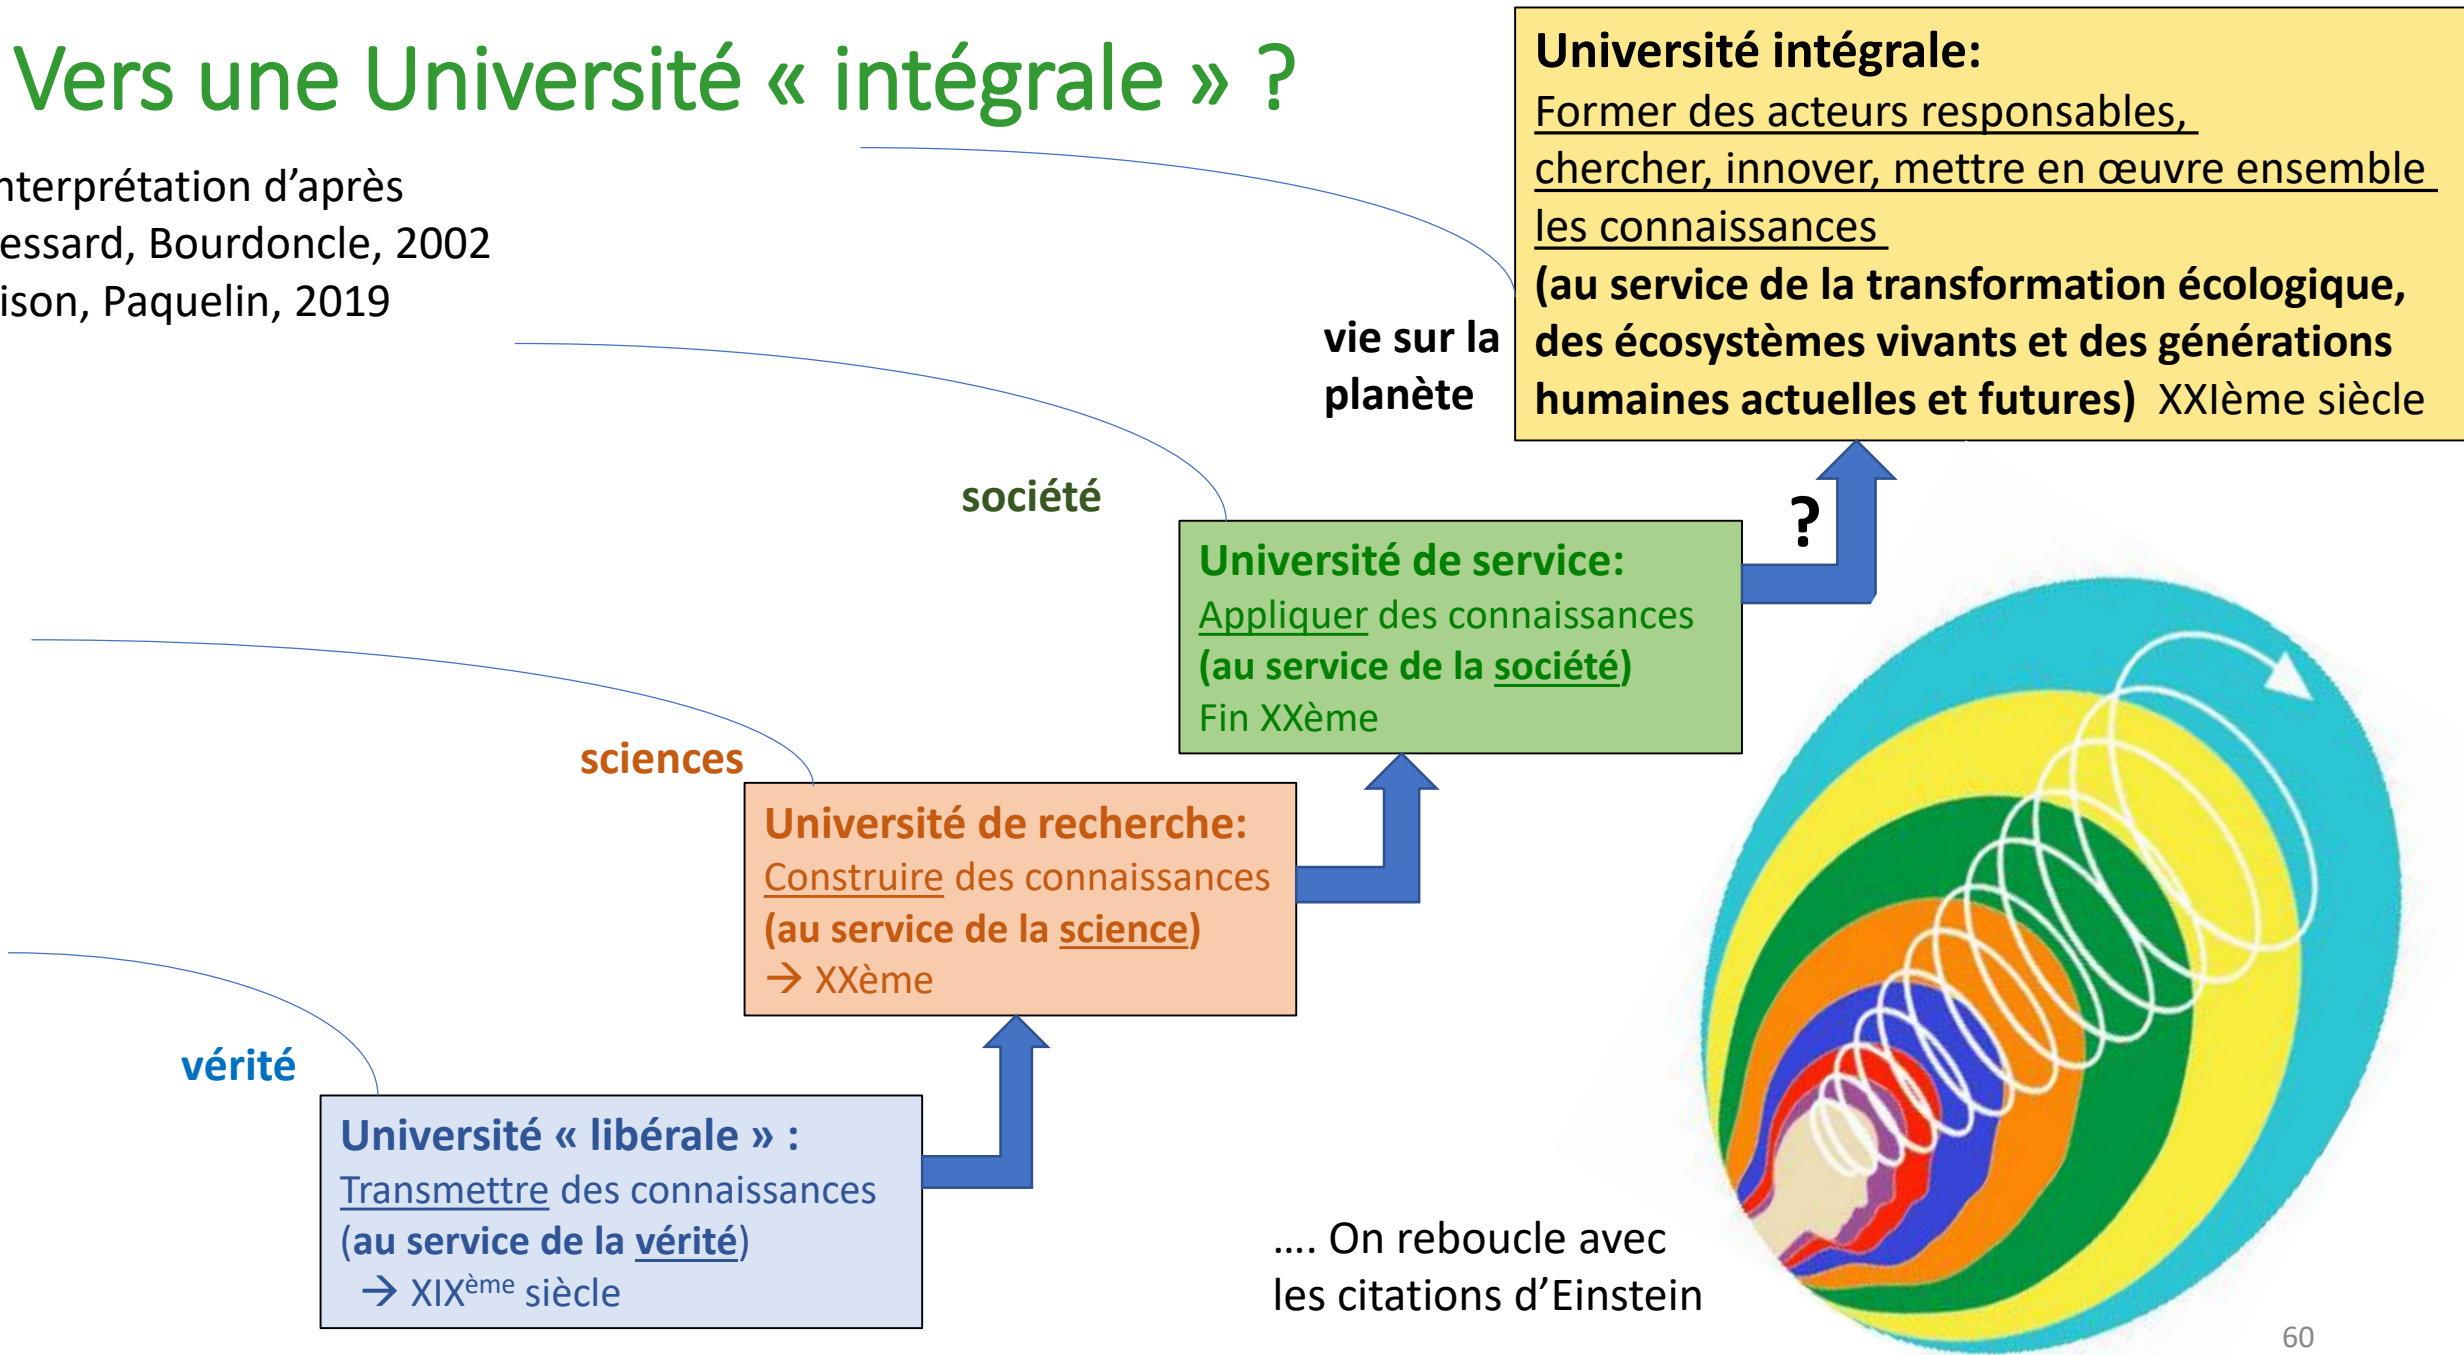 Vers une Université « intégrale » ?
d’après
Bourdoncle, 2002
Paquelin, 2019
Université intégrale:
Former des acteurs responsables,
chercher, innover, mettre en œuvre ensemble
les connaissances
(au service de la transformation écologique,
des écosystèmes vivants et des générations
humaines actuelles et futures) XXIème siècle
vie sur la
planète
société
?
Université de service:
Appliquer des connaissances
(au service de la société)
Fin XXème
sciences
Université de recherche:
Construire des connaissances
(au service de la science)
→ XXème
vérité
Université « libérale » :
Transmettre des connaissances
(au service de la vérité)
→ XIXème siècle
.... On reboucle avec
les citations d’Einstein
60